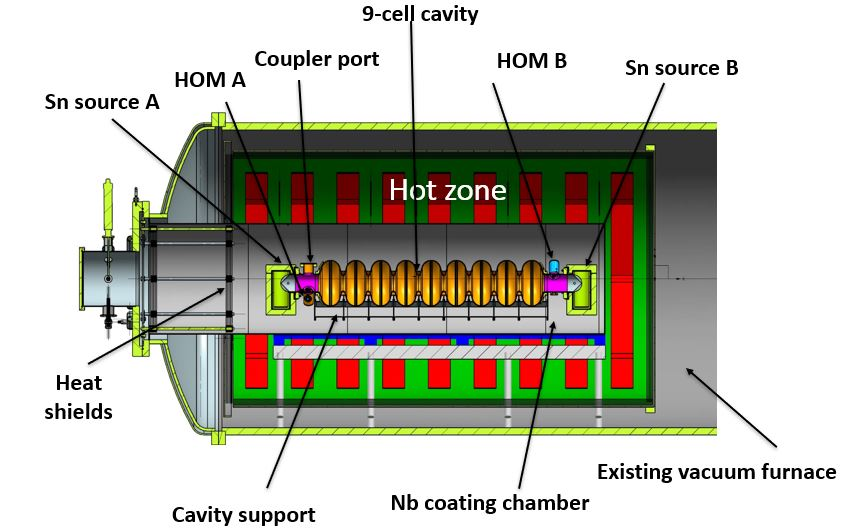 9-cell cavity
Coupler port
HOM B
HOM A
Sn source B
Sn source A
Hot zone
Heat
shields
Existing vacuum furnace
Nb coating chamber
Cavity support